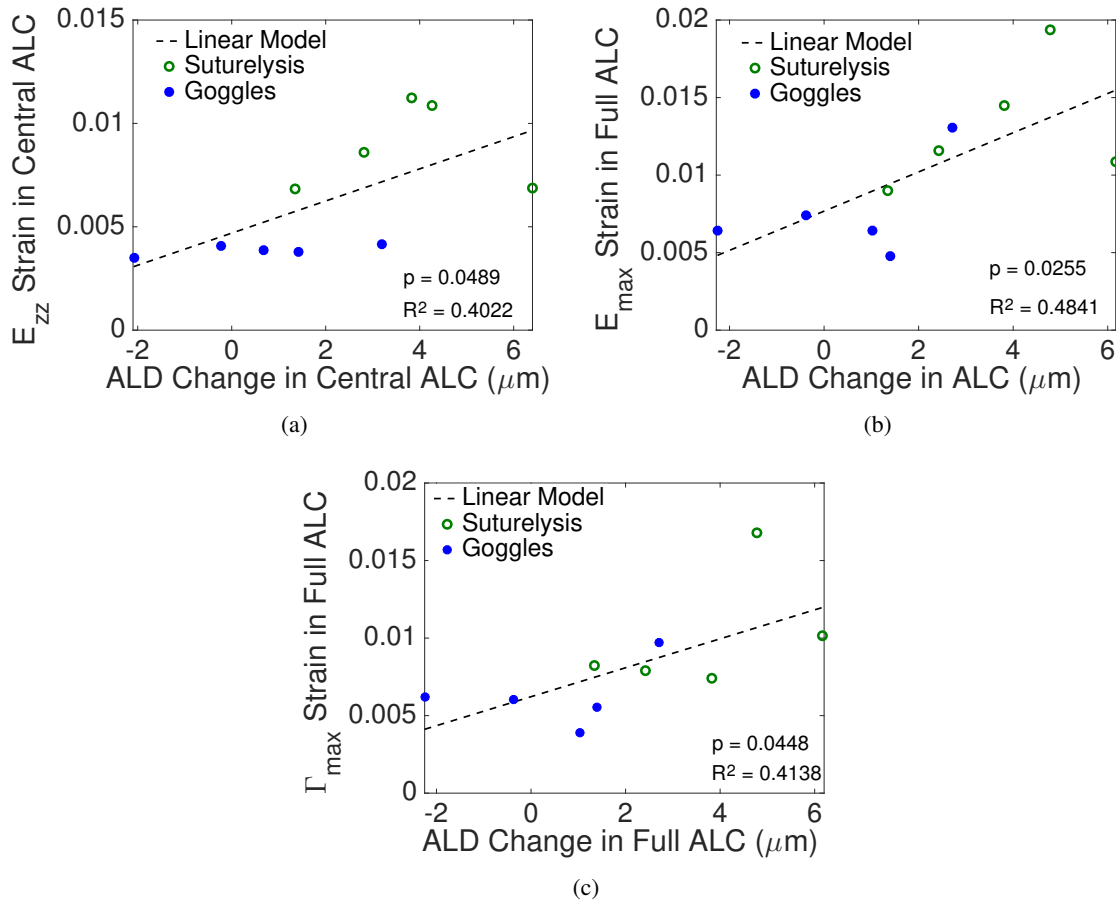 E_zz Strain in Central ALC
0.015
0.01
0.005
0
Linear Model
Suturelysis
Goggles
p = 0.0489
R² = 0.4022
-2 0 2 4 6
ALD Change in Central ALC (μm)
(a)
E_max Strain in Full ALC
0.02
0.015
0.01
0.005
0
Linear Model
Suturelysis
Goggles
p = 0.0255
R² = 0.4841
-2 0 2 4 6
ALD Change in ALC (μm)
(b)
Γ_max Strain in Full ALC
0.02
0.015
0.01
0.005
0
Linear Model
Suturelysis
Goggles
p = 0.0448
R² = 0.4138
-2 0 2 4 6
ALD Change in Full ALC (μm)
(c)